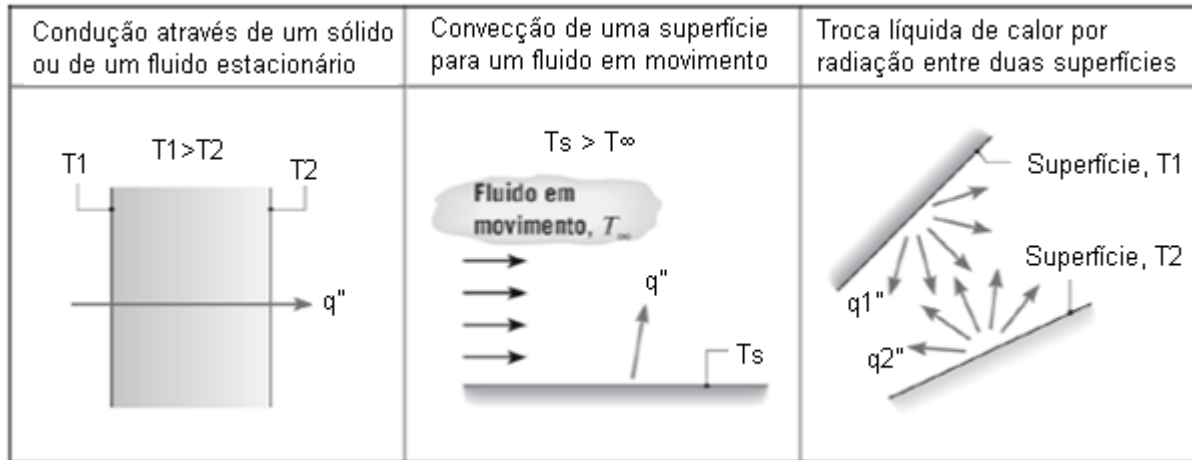 Condução através de um sólido
ou de um fluido estacionário
Convecção de uma superfície
para um fluido em movimento
Troca líquida de calor por
radiação entre duas superfícies
T1>T2
T1
T2
q"
Ts > T∞
Fluido em
movimento, T∞
q"
Ts
Superfície, T1
Superfície, T2
q1"
q2"